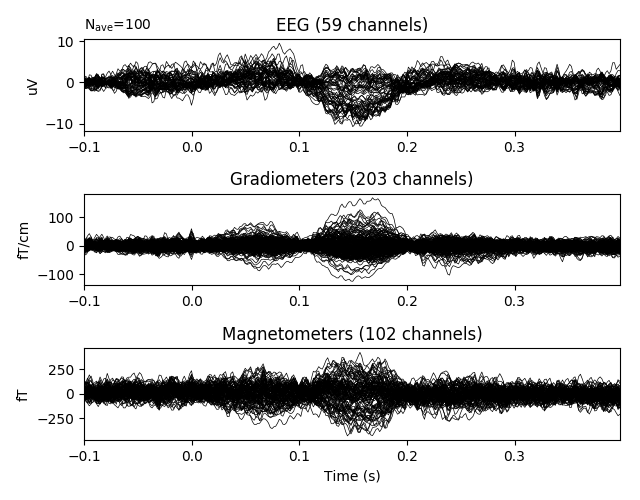 N_ave=100
EEG (59 channels)
10
0
−10
uV
−0.1 0.0 0.1 0.2 0.3
Gradiometers (203 channels)
100
0
−100
fT/cm
−0.1 0.0 0.1 0.2 0.3
Magnetometers (102 channels)
250
0
−250
fT
−0.1 0.0 0.1 0.2 0.3
Time (s)